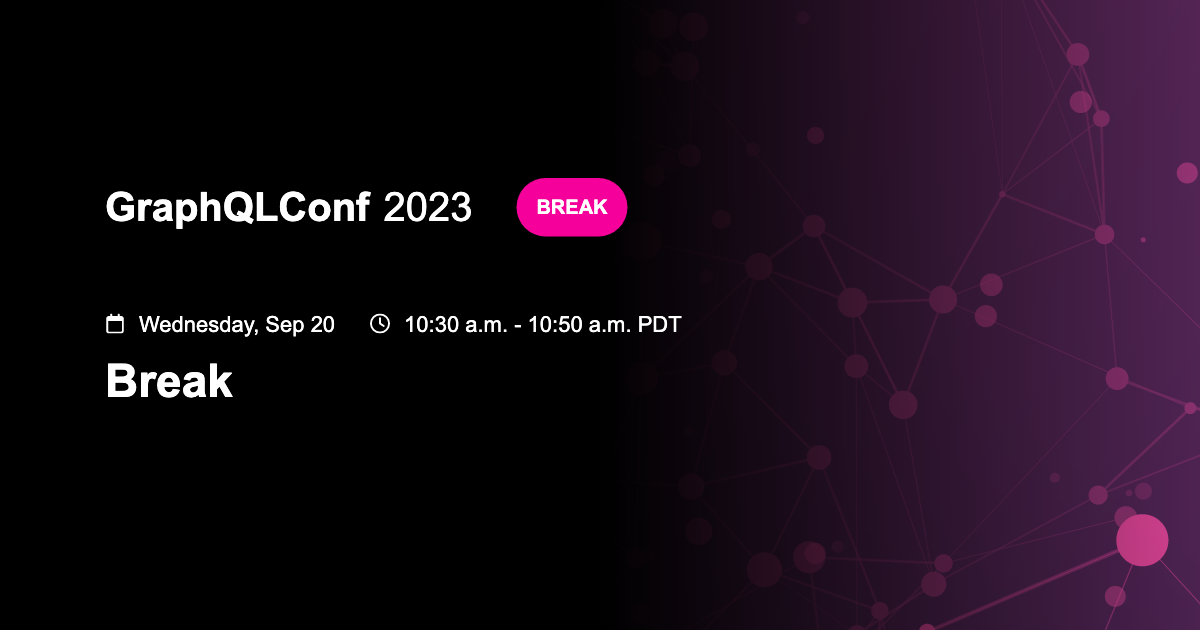 GraphQLConf 2023 BREAK
Wednesday, Sep 20 10:30 a.m. - 10:50 a.m. PDT
Break